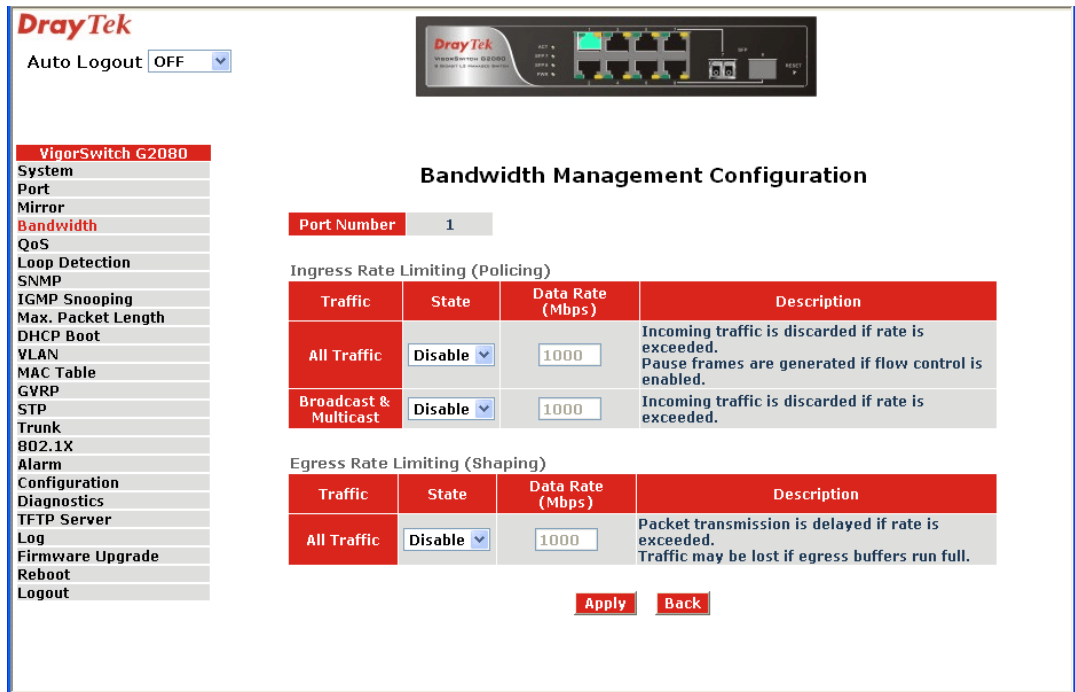 DrayTek
Auto Logout OFF
DrayTek
VigorSwitch G2080
RESET
VigorSwitch G2080
System
Port
Mirror
Bandwidth
QoS
Loop Detection
SNMP
IGMP Snooping
Max. Packet Length
DHCP Boot
VLAN
MAC Table
GVRP
STP
Trunk
802.1X
Alarm
Configuration
Diagnostics
TFTP Server
Log
Firmware Upgrade
Reboot
Logout
Bandwidth Management Configuration
Port Number 1
Ingress Rate Limiting (Policing)
Traffic State Data Rate (Mbps) Description
All Traffic Disable 1000 Incoming traffic is discarded if rate is
exceeded.
Pause frames are generated if flow control is
enabled.
Broadcast & Multicast Disable 1000 Incoming traffic is discarded if rate is
exceeded.
Egress Rate Limiting (Shaping)
Traffic State Data Rate (Mbps) Description
All Traffic Disable 1000 Packet transmission is delayed if rate is
exceeded.
Traffic may be lost if egress buffers run full.
Apply Back